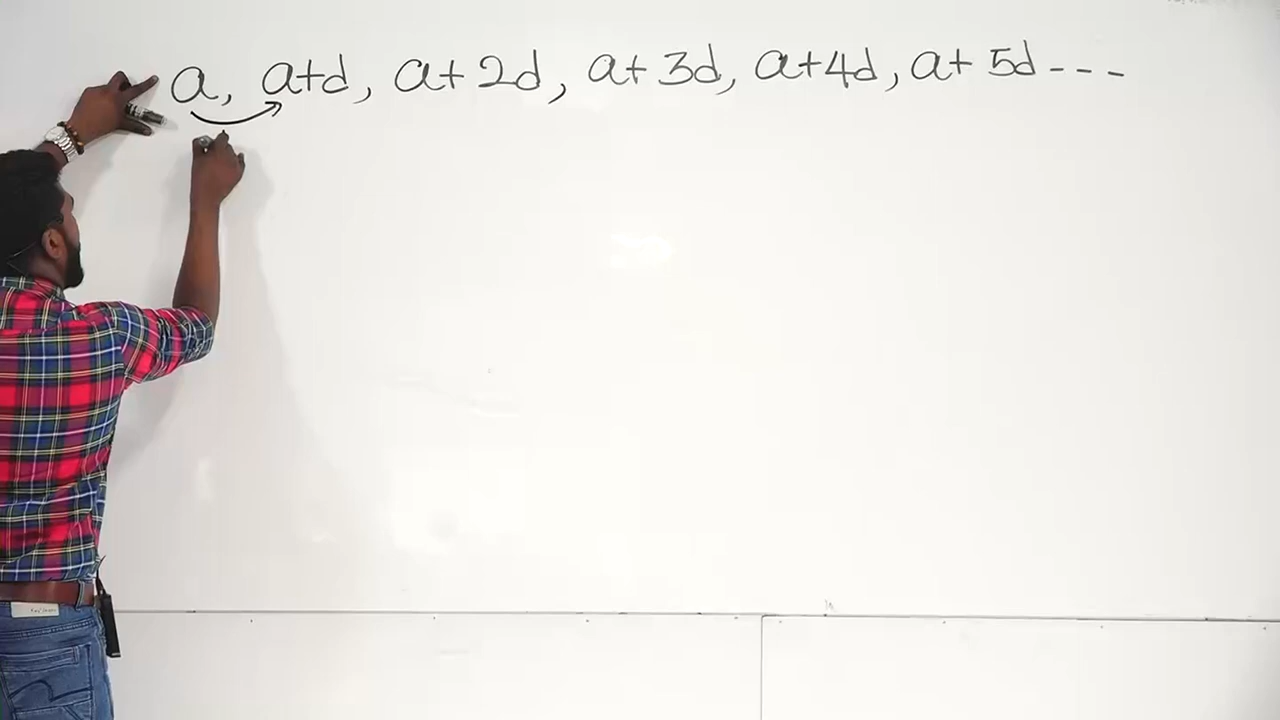 a, a+d, a+2d, a+3d, a+4d, a+5d---